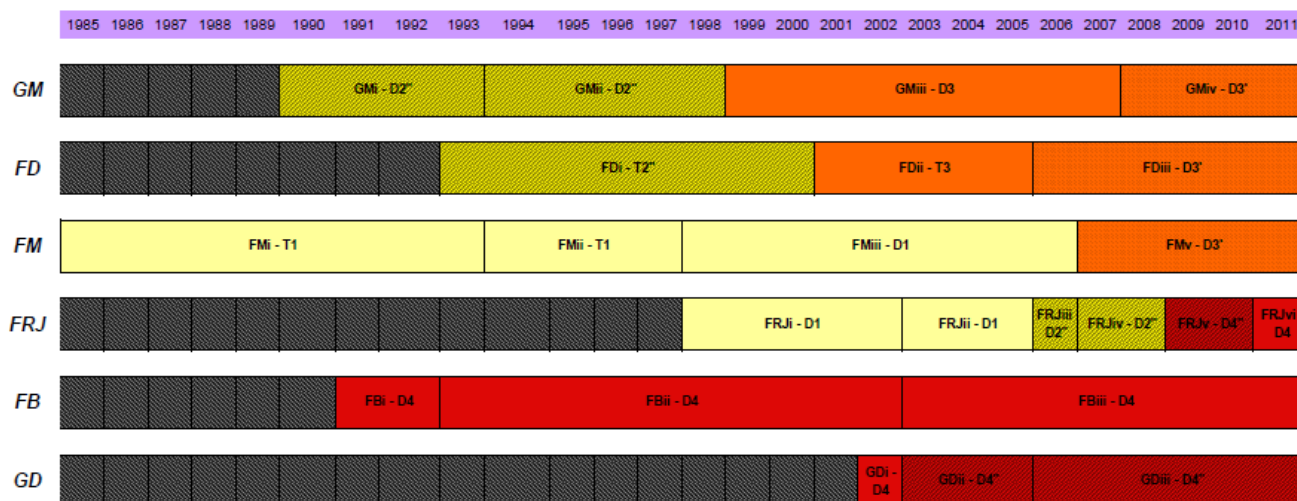 1985 1986 1987 1988 1989 1990 1991 1992 1993 1994 1995 1996 1997 1998 1999 2000 2001 2002 2003 2004 2005 2006 2007 2008 2009 2010 2011
GM GMi - D2" GMii - D2" GMiii - D3 GMiv - D3'
FD FDi - T2" FDii - T3 FDiii - D3'
FM FMi - T1 FMii - T1 FMiii - D1 FMv - D3'
FRJ FRJi - D1 FRJii - D1 FRJiii D2" FRJiv - D2" FRJv - D4" FRJvi D4
FB FBi - D4 FBii - D4 FBiii - D4
GD GDi - D4 GDii - D4" GDiii - D4"